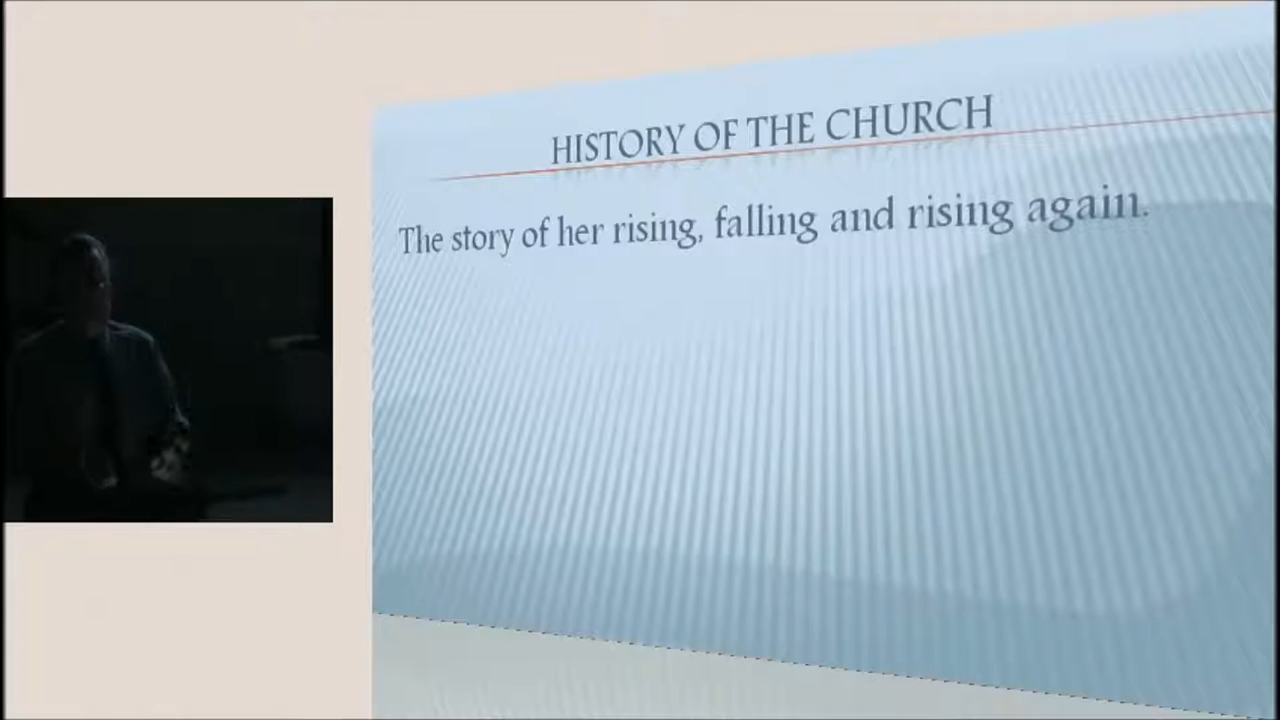 HISTORY OF THE CHURCH
The story of her rising, falling and rising again.